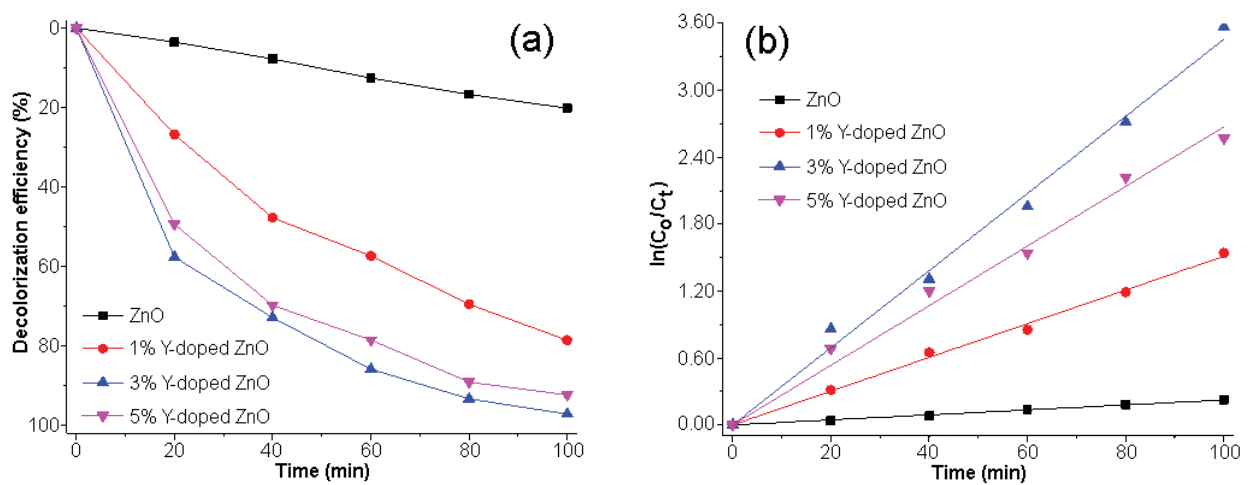 (a)
Decolorization efficiency (%)
0
20
40
60
80
100
ZnO
1% Y-doped ZnO
3% Y-doped ZnO
5% Y-doped ZnO
0 20 40 60 80 100
Time (min)
(b)
ln(Co/Ct)
3.60
3.00
2.40
1.80
1.20
0.60
0.00
ZnO
1% Y-doped ZnO
3% Y-doped ZnO
5% Y-doped ZnO
0 20 40 60 80 100
Time (min)